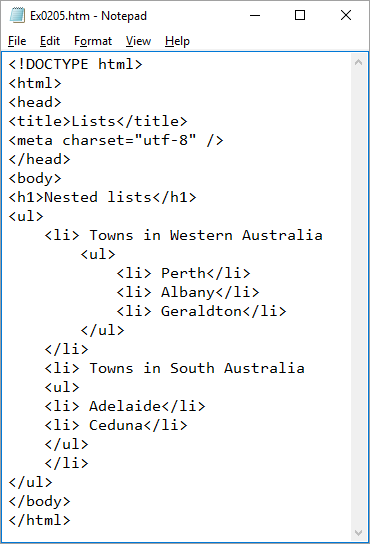 Ex0205.htm - Notepad
File Edit Format View Help
<!DOCTYPE html>
<html>
<head>
<title>Lists</title>
<meta charset="utf-8" />
</head>
<body>
<h1>Nested lists</h1>
<ul>
    <li> Towns in Western Australia
        <ul>
            <li> Perth</li>
            <li> Albany</li>
            <li> Geraldton</li>
        </ul>
    </li>
    <li> Towns in South Australia
    <ul>
    <li> Adelaide</li>
    <li> Ceduna</li>
    </ul>
    </li>
</ul>
</body>
</html>